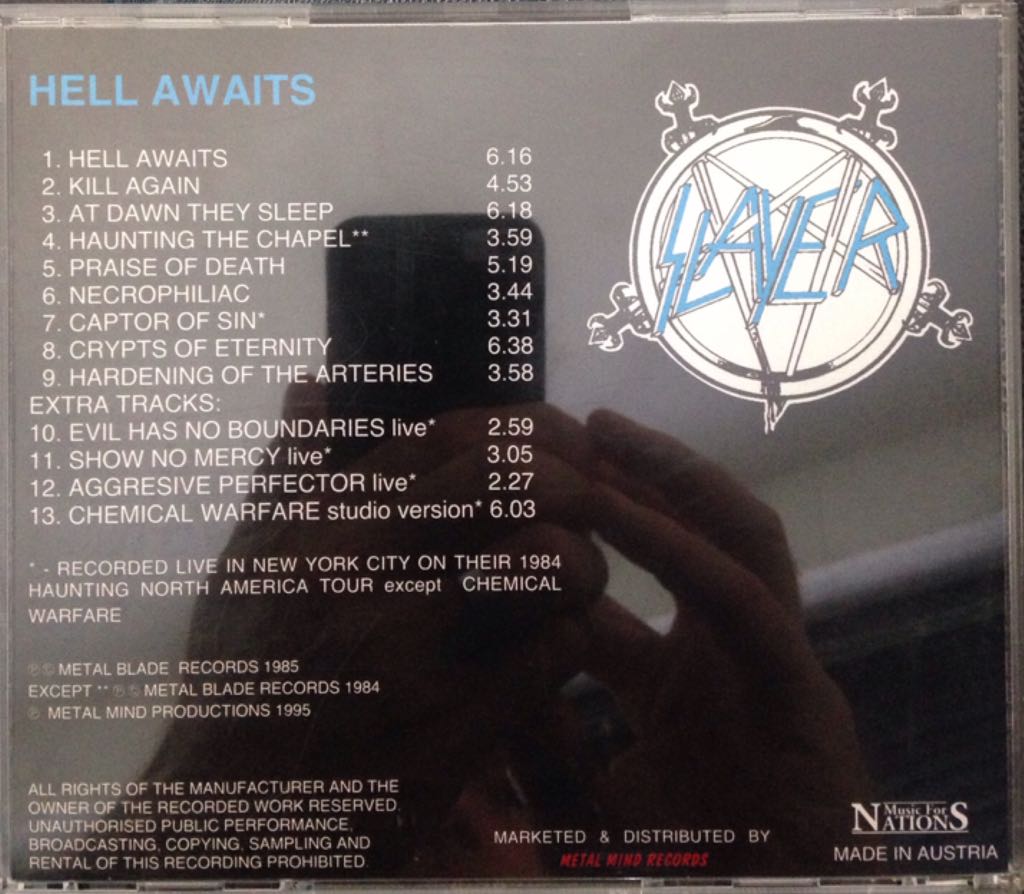 HELL AWAITS
SLAYER
1. HELL AWAITS 6.16
2. KILL AGAIN 4.53
3. AT DAWN THEY SLEEP 6.18
4. HAUNTING THE CHAPEL** 3.59
5. PRAISE OF DEATH 5.19
6. NECROPHILIAC 3.44
7. CAPTOR OF SIN* 3.31
8. CRYPTS OF ETERNITY 6.38
9. HARDENING OF THE ARTERIES 3.58
EXTRA TRACKS:
10. EVIL HAS NO BOUNDARIES live* 2.59
11. SHOW NO MERCY live* 3.05
12. AGGRESIVE PERFECTOR live* 2.27
13. CHEMICAL WARFARE studio version* 6.03
* - RECORDED LIVE IN NEW YORK CITY ON THEIR 1984
HAUNTING NORTH AMERICA TOUR except CHEMICAL
WARFARE
℗© METAL BLADE RECORDS 1985
EXCEPT ** ℗© METAL BLADE RECORDS 1984
℗ METAL MIND PRODUCTIONS 1995
ALL RIGHTS OF THE MANUFACTURER AND THE
OWNER OF THE RECORDED WORK RESERVED.
UNAUTHORISED PUBLIC PERFORMANCE,
BROADCASTING, COPYING, SAMPLING AND
RENTAL OF THIS RECORDING PROHIBITED.
MARKETED & DISTRIBUTED BY
METAL MIND RECORDS
Music For
NATIONS
MADE IN AUSTRIA